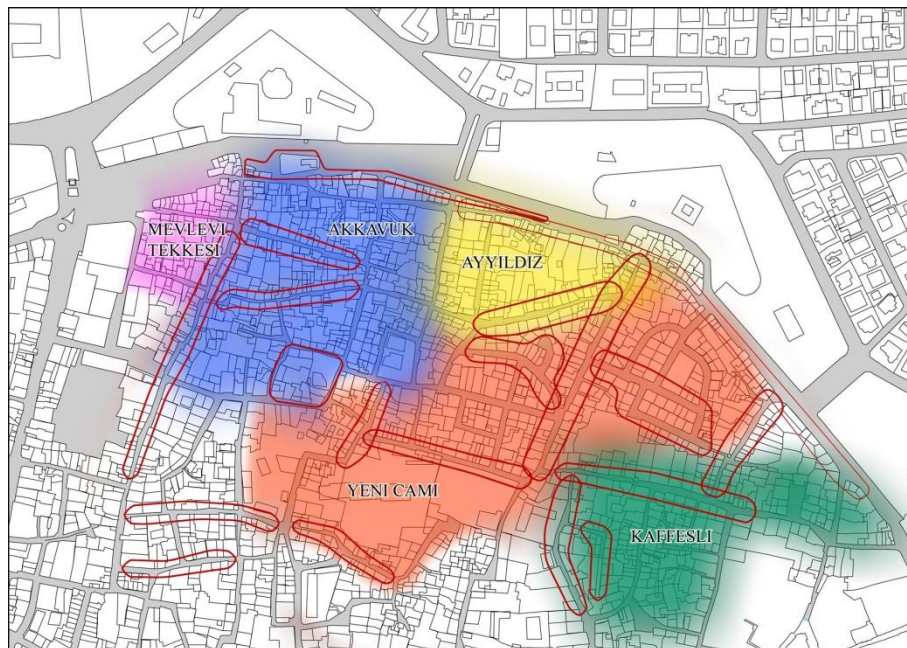 MEVLEVI
TEKKESI
AKKAVUK
AYYILDIZ
YENI CAMI
KAFFESLI